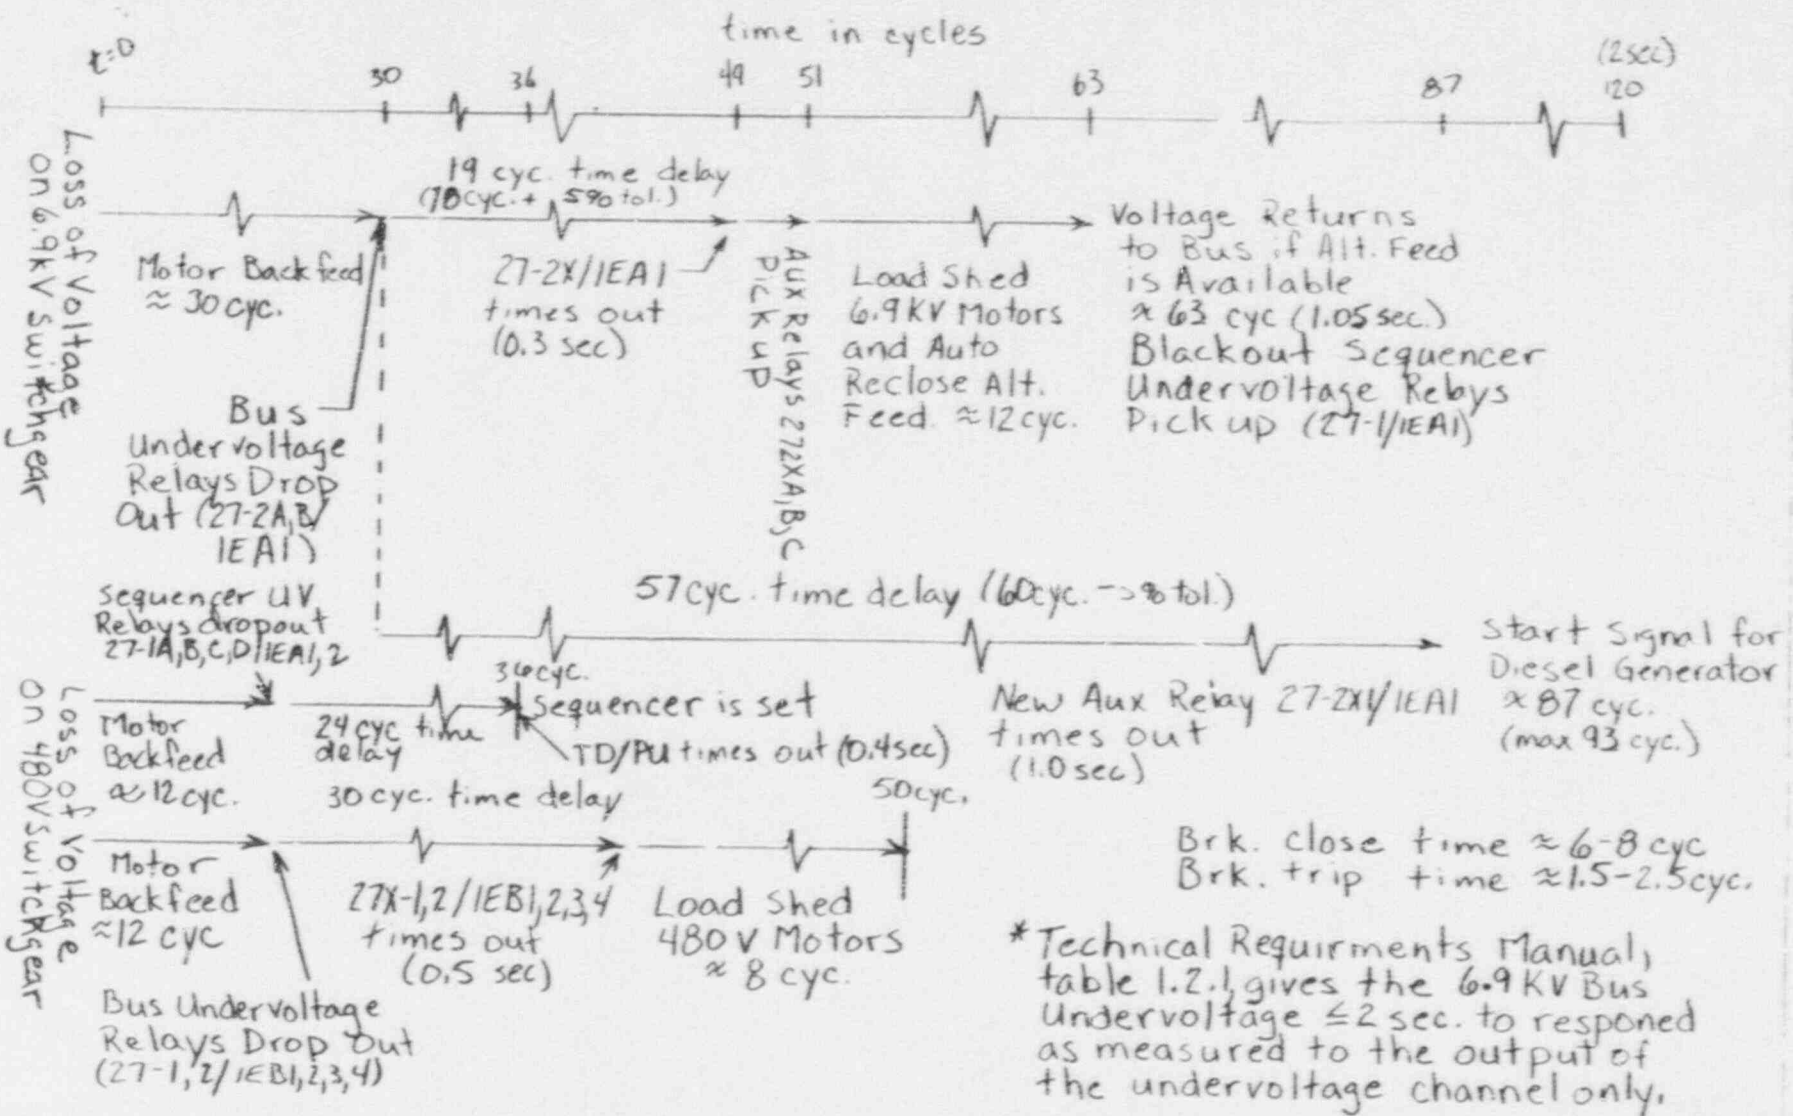 time in cycles
t=0
30
36
49
51
63
87
(2sec)
120
Loss of Voltage
on 6.9kV Switchgear
19 cyc. time delay
(18cyc.+ 5% tol.)
Motor Backfeed
≈ 30 cyc.
27-2X/1EA1
times out
(0.3 sec)
Aux Relays 272XA,B,C
Pick up
Load Shed
6.9KV Motors
and Auto
Reclose Alt.
Feed. ≈12cyc.
Voltage Returns
to Bus if Alt. Feed
is Available
≈ 63 cyc (1.05sec.)
Blackout Sequencer
Undervoltage Relays
Pick up (27-1/1EA1)
Bus
Undervoltage
Relays Drop
Out (27-2A,B/
1EA1)
57cyc. time delay (60cyc. -5% tol.)
Sequencer UV
Relays dropout
27-1A,B,C,D/1EA1,2
Start Signal for
Diesel Generator
≈ 87 cyc.
(max 93 cyc.)
New Aux Relay 27-2X1/1EA1
times out
(1.0 sec)
Loss of Voltage
on 480V Switchgear
36cyc.
Sequencer is set
TD/PU times out (0.4sec)
Motor
Backfeed
≈12cyc.
24 cyc time
delay
30 cyc. time delay
50cyc.
Motor
Backfeed
≈12 cyc
27X-1,2/1EB1,2,3,4
times out
(0.5 sec)
Load Shed
480 V Motors
≈ 8 cyc.
Bus Undervoltage
Relays Drop Out
(27-1,2/1EB1,2,3,4)
Brk. close time ≈ 6-8 cyc
Brk. trip time ≈1.5-2.5cyc.
* Technical Requirments Manual,
table 1.2.1, gives the 6.9 KV Bus
Undervoltage ≤2 sec. to responed
as measured to the output of
the undervoltage channel only.